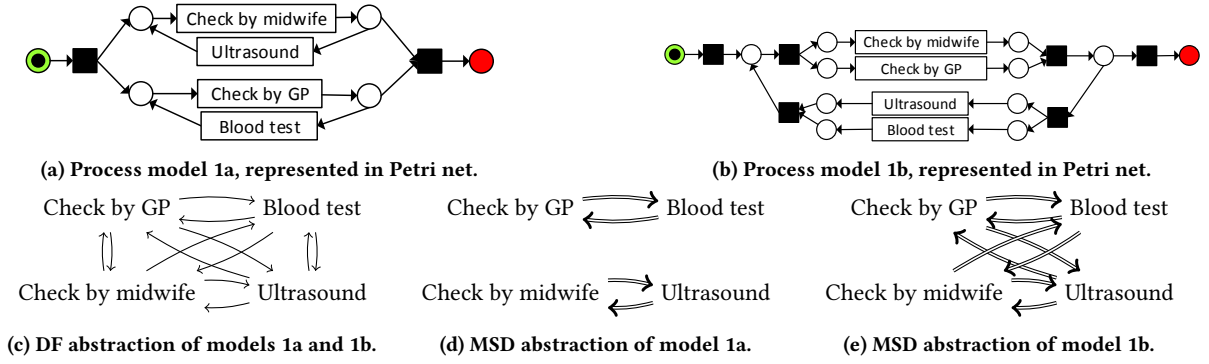 Check by midwife
Ultrasound
Check by GP
Blood test
(a) Process model 1a, represented in Petri net.
Check by midwife
Check by GP
Ultrasound
Blood test
(b) Process model 1b, represented in Petri net.
Check by GP Blood test
Check by midwife Ultrasound
(c) DF abstraction of models 1a and 1b.
Check by GP Blood test
Check by midwife Ultrasound
(d) MSD abstraction of model 1a.
Check by GP Blood test
Check by midwife Ultrasound
(e) MSD abstraction of model 1b.